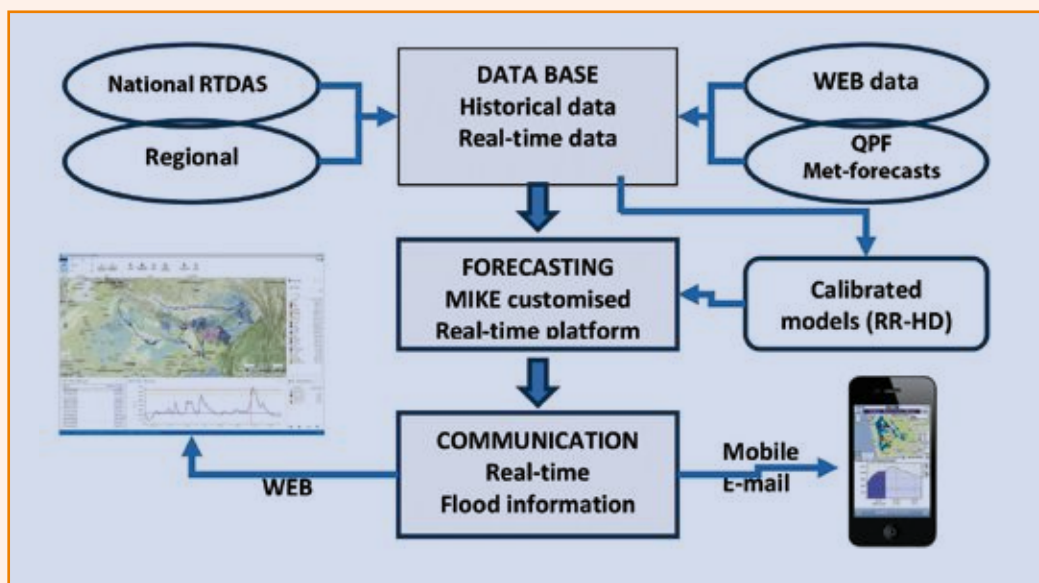 National RTDAS
Regional
DATA BASE
Historical data
Real-time data
WEB data
QPF
Met-forecasts
FORECASTING
MIKE customised
Real-time platform
Calibrated
models (RR-HD)
COMMUNICATION
Real-time
Flood information
WEB
Mobile
E-mail